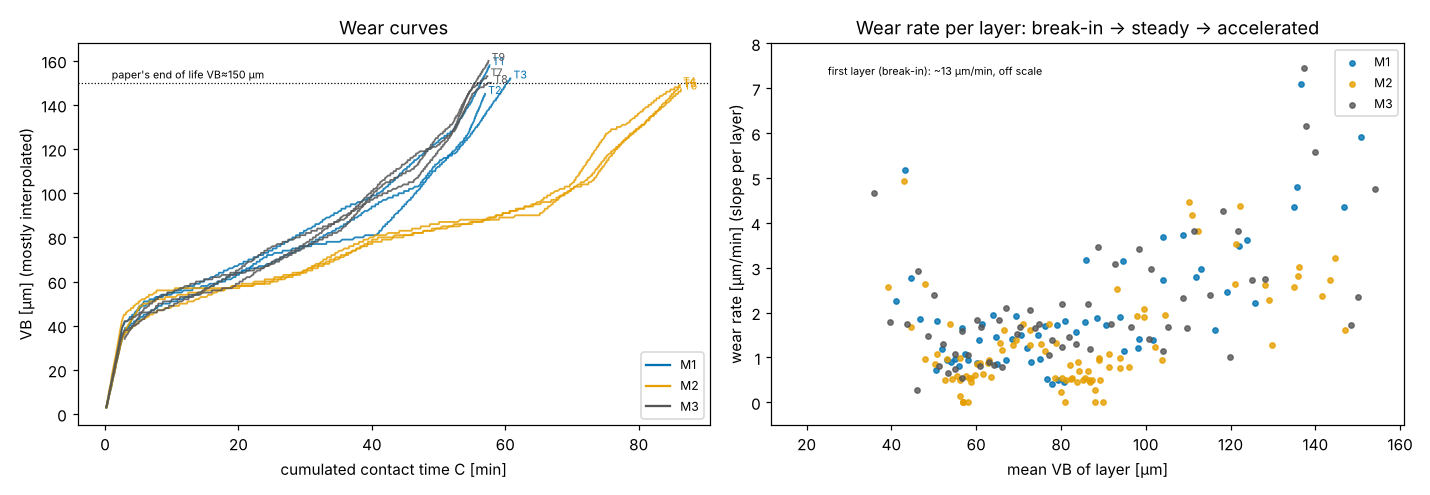 Wear curves
160
140
120
100
80
60
40
20
0
VB [µm] (mostly interpolated)
paper's end of life VB≈150 µm
T1
T8
T2
T3
M1
M2
M3
0
20
40
60
80
cumulated contact time C [min]
Wear rate per layer: break-in → steady → accelerated
8
7
6
5
4
3
2
1
0
wear rate [µm/min] (slope per layer)
first layer (break-in): ~13 µm/min, off scale
M1
M2
M3
20
40
60
80
100
120
140
160
mean VB of layer [µm]